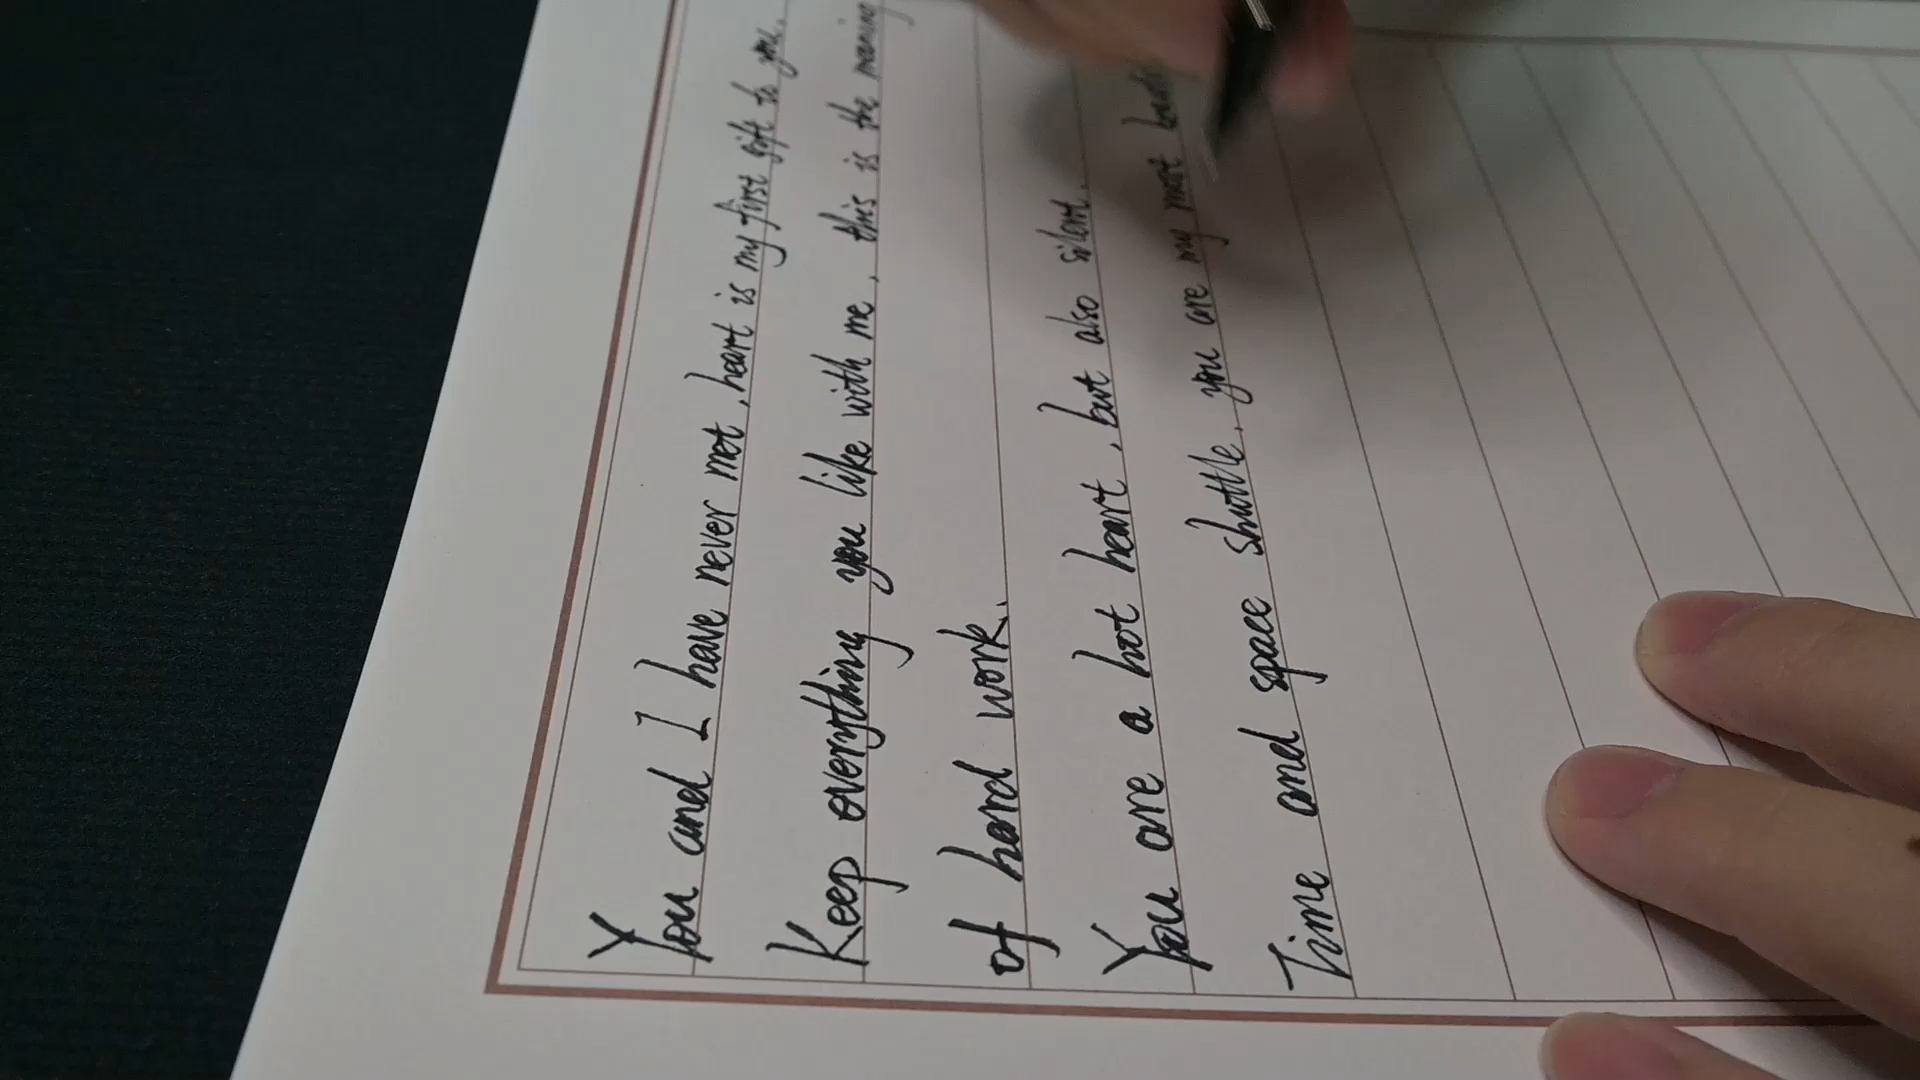 You and I have never met, heart is my first gift to you.
Keep everything you like with me, this is the meaning
of hard work.
You are a hot heart, but also silent.
Time and space shuttle, you are my most